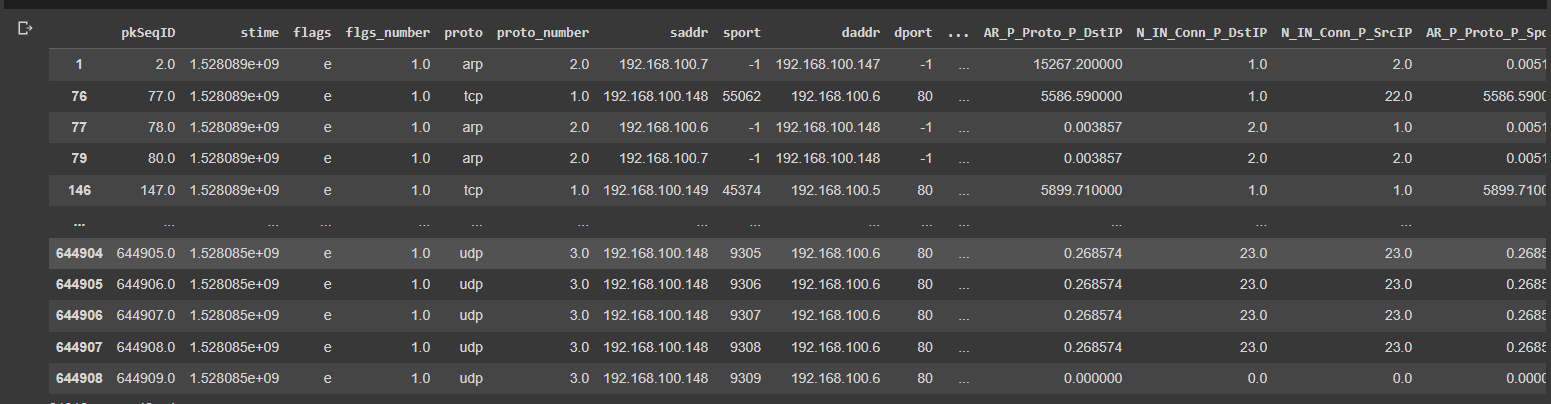 pkSeqID stime flags flgs_number proto proto_number saddr sport daddr dport ... AR_P_Proto_P_DstIP N_IN_Conn_P_DstIP N_IN_Conn_P_SrcIP
1 2.0 1.528089e+09 e 1.0 arp 2.0 192.168.100.7 -1 192.168.100.147 -1 ... 15267.200000 1.0 2.0 0.0051
76 77.0 1.528089e+09 e 1.0 tcp 1.0 192.168.100.148 55062 192.168.100.6 80 ... 5586.590000 1.0 22.0 5586.5900
77 78.0 1.528089e+09 e 1.0 arp 2.0 192.168.100.6 -1 192.168.100.148 -1 ... 0.003857 2.0 1.0 0.0051
79 80.0 1.528089e+09 e 1.0 arp 2.0 192.168.100.7 -1 192.168.100.148 -1 ... 0.003857 2.0 2.0 0.0051
146 147.0 1.528089e+09 e 1.0 tcp 1.0 192.168.100.149 45374 192.168.100.5 80 ... 5899.710000 1.0 1.0 5899.7100
... ... ... ... ... ... ... ... ... ... ... ... ... ...
644904 644905.0 1.528085e+09 e 1.0 udp 3.0 192.168.100.148 9305 192.168.100.6 80 ... 0.268574 23.0 23.0 0.2685
644905 644906.0 1.528085e+09 e 1.0 udp 3.0 192.168.100.148 9306 192.168.100.6 80 ... 0.268574 23.0 23.0 0.2685
644906 644907.0 1.528085e+09 e 1.0 udp 3.0 192.168.100.148 9307 192.168.100.6 80 ... 0.268574 23.0 23.0 0.2685
644907 644908.0 1.528085e+09 e 1.0 udp 3.0 192.168.100.148 9308 192.168.100.6 80 ... 0.268574 23.0 23.0 0.2685
644908 644909.0 1.528085e+09 e 1.0 udp 3.0 192.168.100.148 9309 192.168.100.6 80 ... 0.000000 0.0 0.0 0.0000